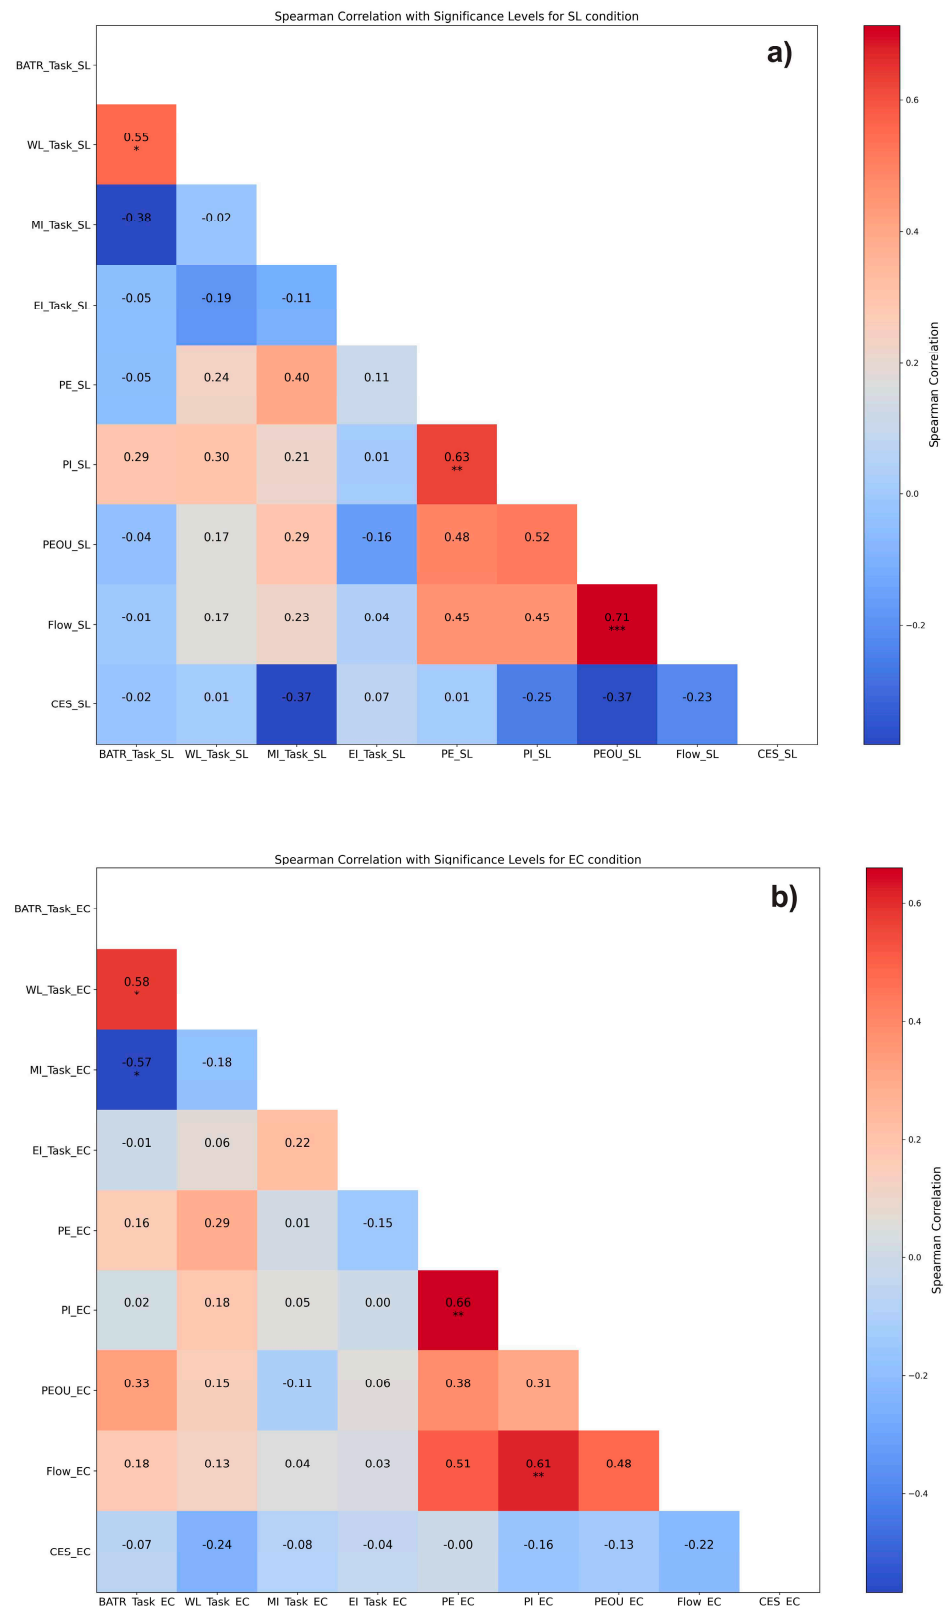 Spearman Correlation with Significance Levels for SL condition
a)
BATR_Task_SL
WL_Task_SL
0.55
*
MI_Task_SL
-0.38 -0.02
EI_Task_SL
-0.05 -0.19 -0.11
PE_SL
-0.05 0.24 0.40 0.11
PI_SL
0.29 0.30 0.21 0.01 0.63
**
PEOU_SL
-0.04 0.17 0.29 -0.16 0.48 0.52
Flow_SL
-0.01 0.17 0.23 0.04 0.45 0.45 0.71
***
CES_SL
-0.02 0.01 -0.37 0.07 0.01 -0.25 -0.37 -0.23
BATR_Task_SL WL_Task_SL MI_Task_SL EI_Task_SL PE_SL PI_SL PEOU_SL Flow_SL CES_SL
0.6
0.4
0.2
0.0
−0.2
Spearman Correlation
Spearman Correlation with Significance Levels for EC condition
b)
BATR_Task_EC
WL_Task_EC
0.58
*
MI_Task_EC
-0.57 -0.18
*
EI_Task_EC
-0.01 0.06 0.22
PE_EC
0.16 0.29 0.01 -0.15
PI_EC
0.02 0.18 0.05 0.00 0.66
**
PEOU_EC
0.33 0.15 -0.11 0.06 0.38 0.31
Flow_EC
0.18 0.13 0.04 0.03 0.51 0.61 0.48
**
CES_EC
-0.07 -0.24 -0.08 -0.04 -0.00 -0.16 -0.13 -0.22
BATR_Task_EC WL_Task_EC MI_Task_EC EI_Task_EC PE_EC PI_EC PEOU_EC Flow_EC CES_EC
0.6
0.4
0.2
0.0
−0.2
−0.4
Spearman Correlation